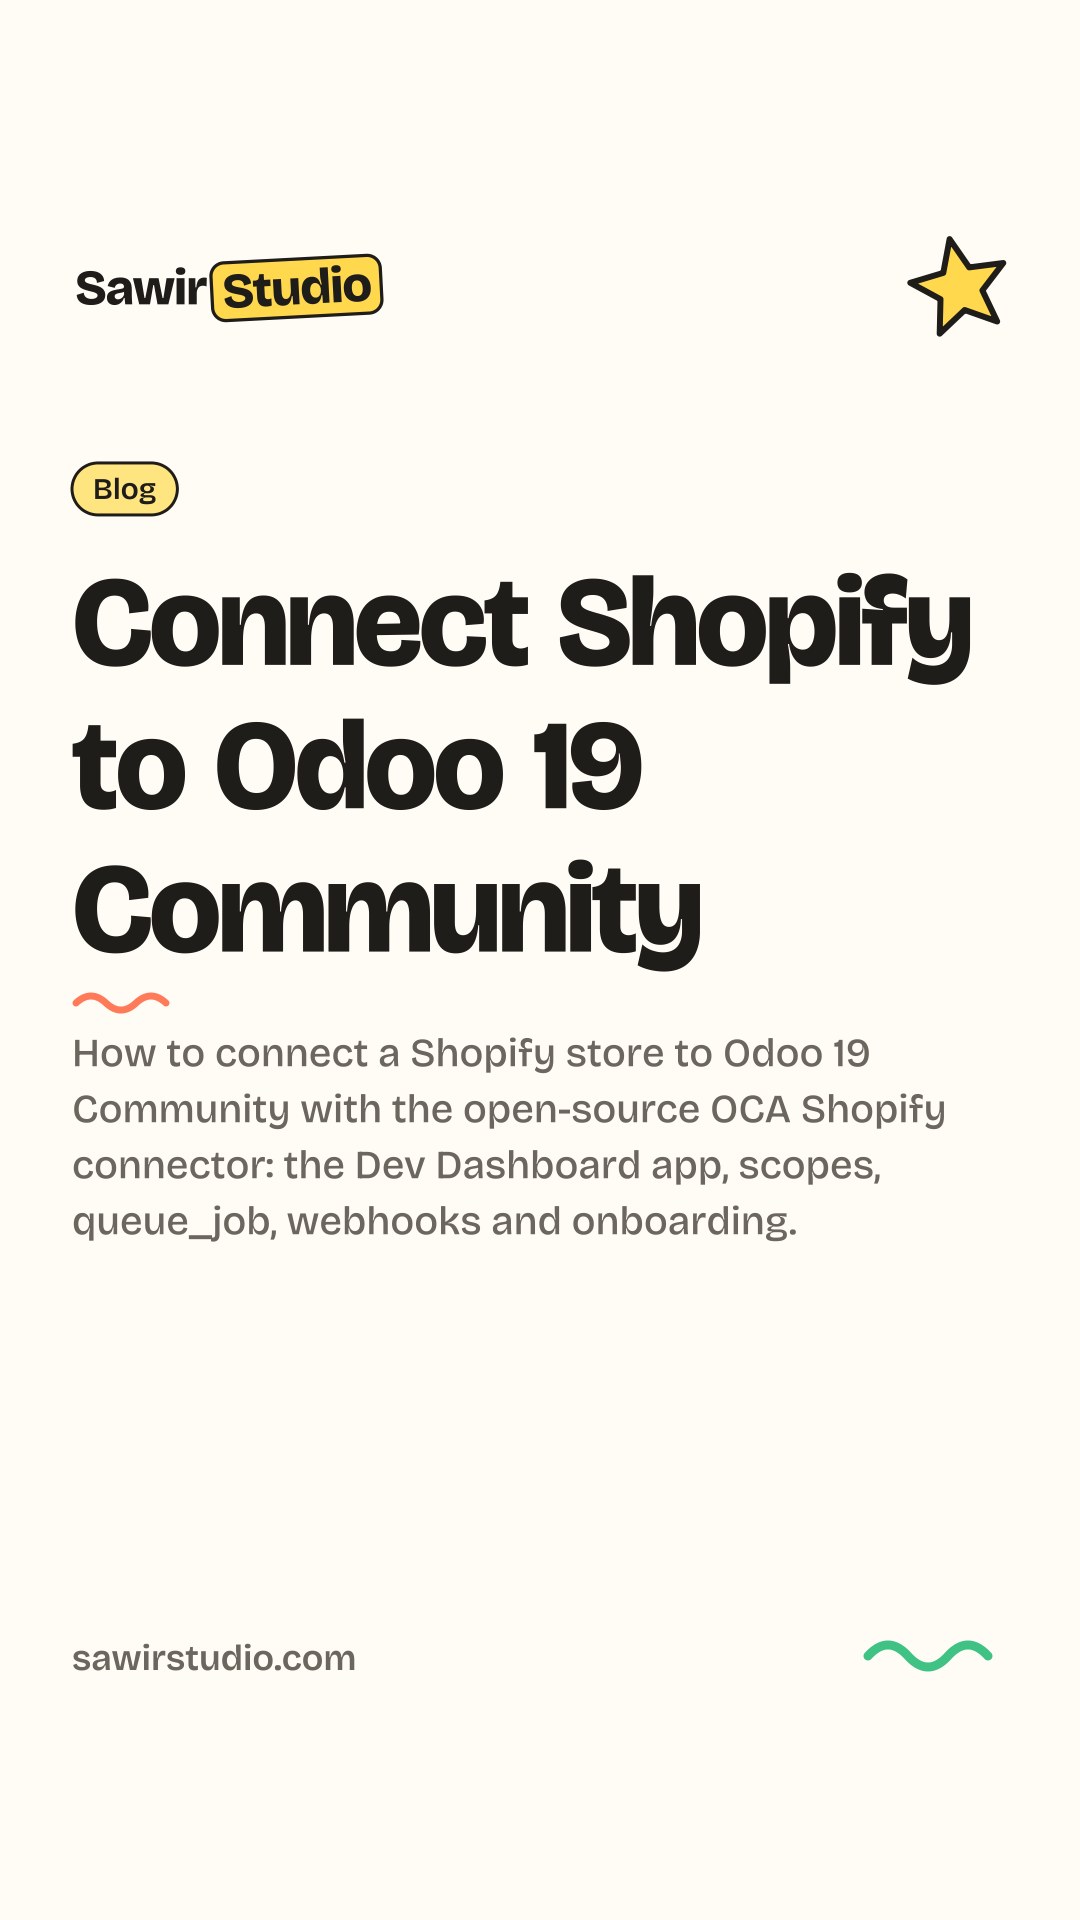 Sawir Studio
Blog
Connect Shopify
to Odoo 19
Community
How to connect a Shopify store to Odoo 19
Community with the open-source OCA Shopify
connector: the Dev Dashboard app, scopes,
queue_job, webhooks and onboarding.
sawirstudio.com